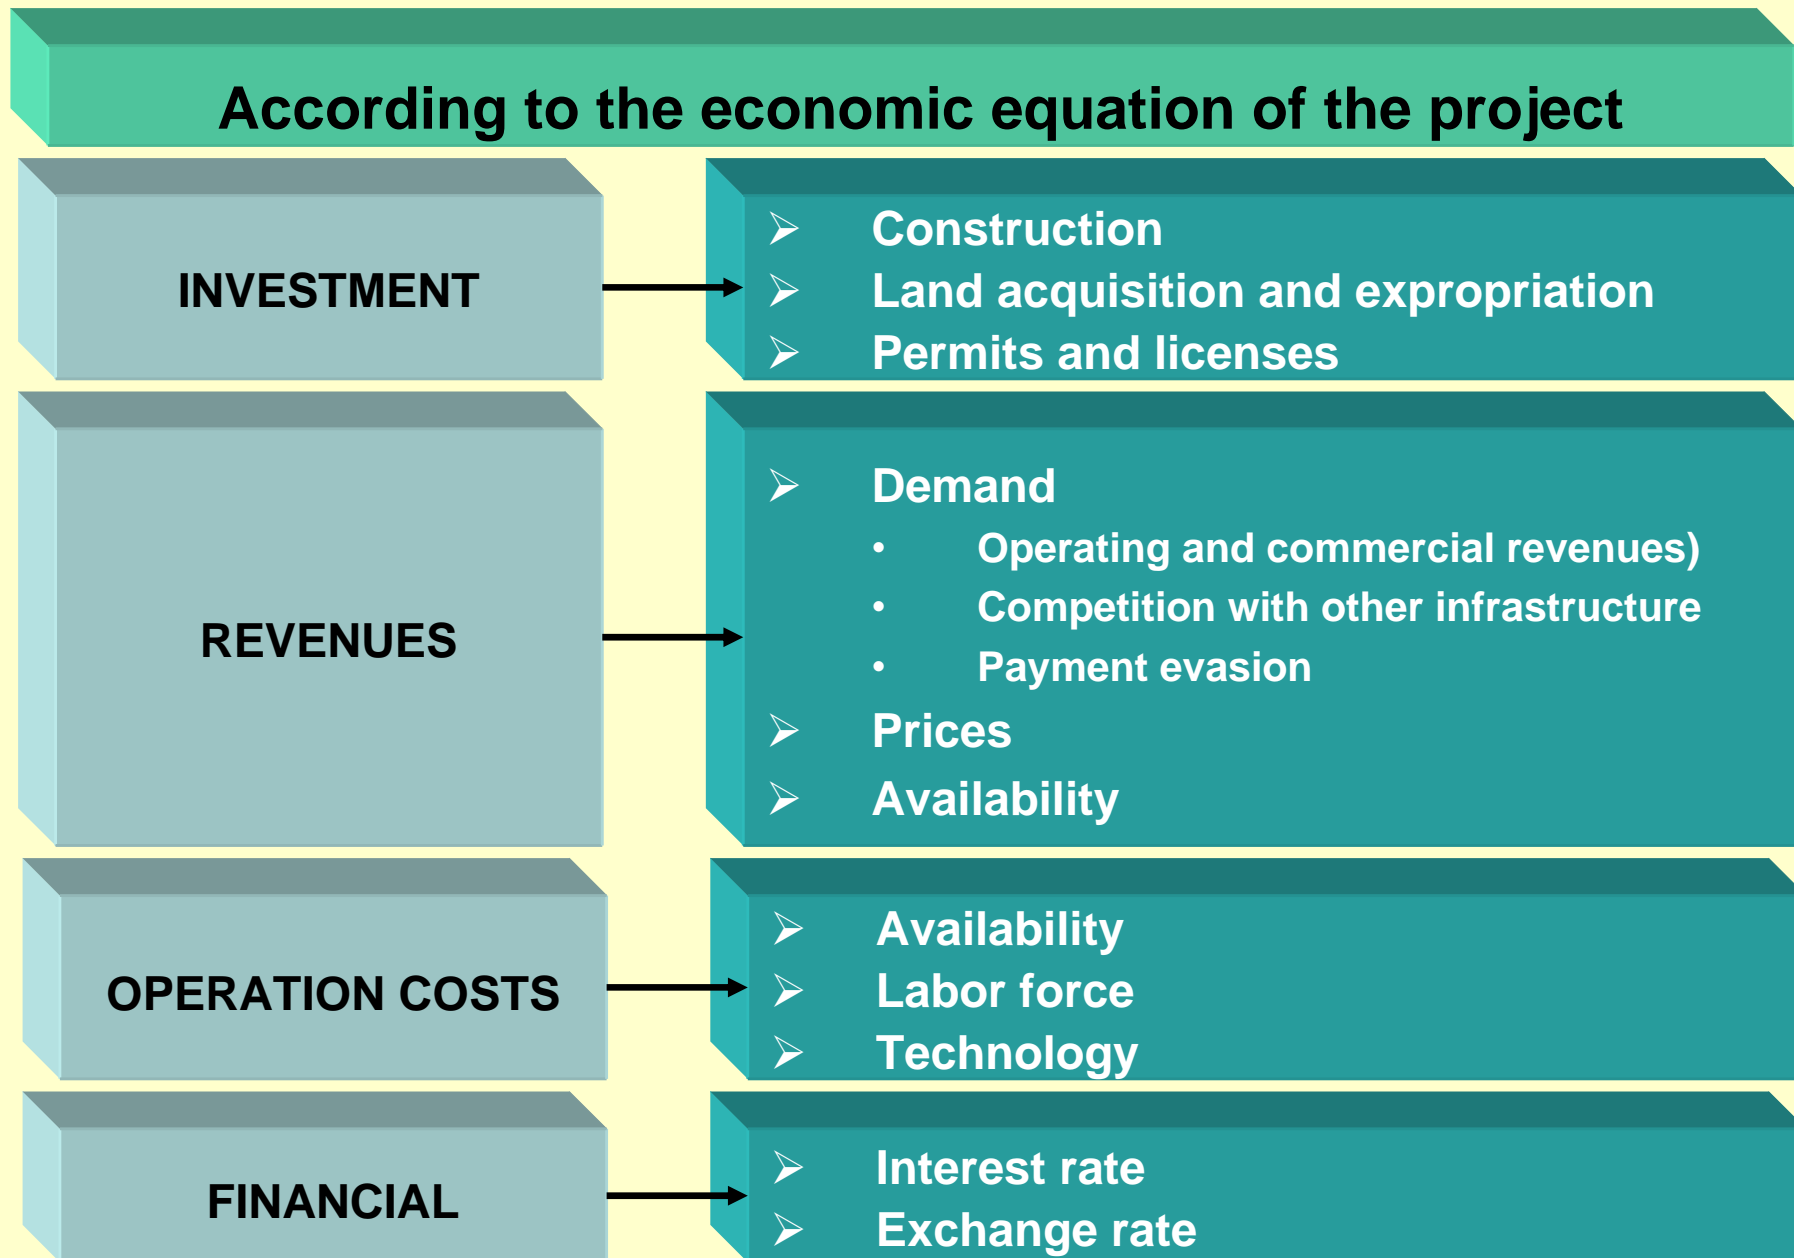 According to the economic equation of the project
INVESTMENT
➢ Construction
➢ Land acquisition and expropriation
➢ Permits and licenses
REVENUES
➢ Demand
• Operating and commercial revenues)
• Competition with other infrastructure
• Payment evasion
➢ Prices
➢ Availability
OPERATION COSTS
➢ Availability
➢ Labor force
➢ Technology
FINANCIAL
➢ Interest rate
➢ Exchange rate